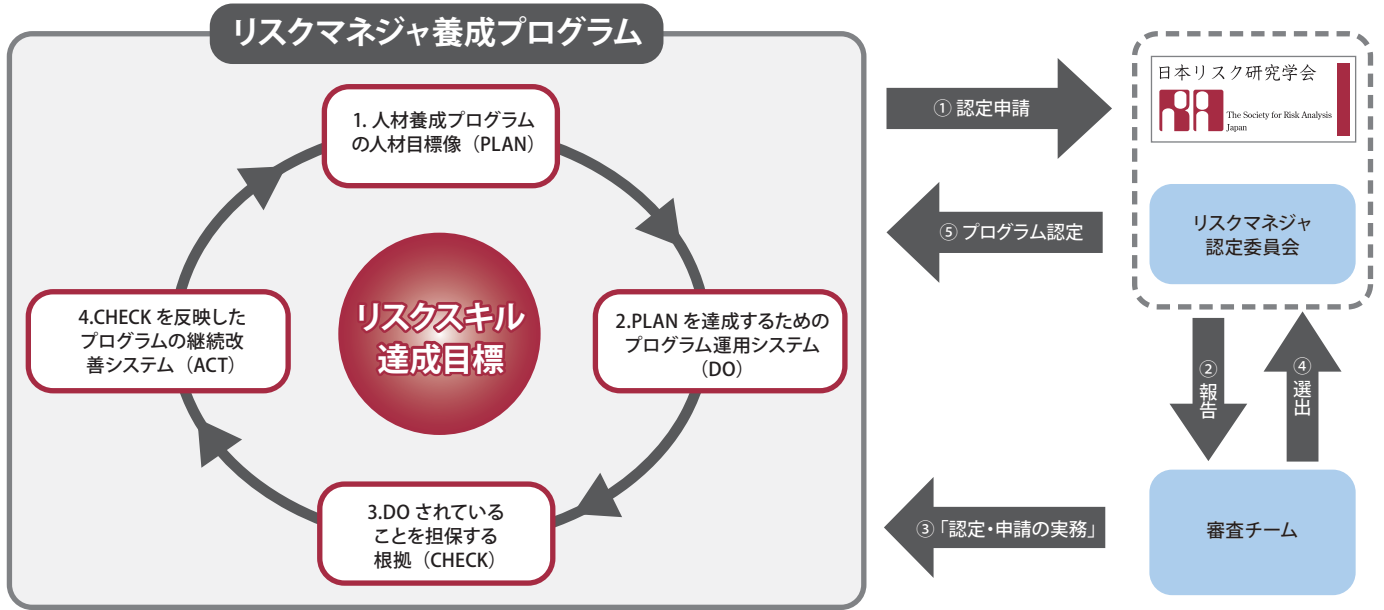 リスクマネジャ養成プログラム
1. 人材養成プログラム
の人材目標像（PLAN）
2.PLAN を達成するための
プログラム運用システム
（DO）
3.DO されている
ことを担保する
根拠（CHECK）
4.CHECK を反映した
プログラムの継続改
善システム（ACT）
リスクスキル
達成目標
① 認定申請
⑤ プログラム認定
③「認定・申請の実務」
日本リスク研究学会
The Society for Risk Analysis
Japan
リスクマネジャ
認定委員会
② 報告
④ 選出
審査チーム